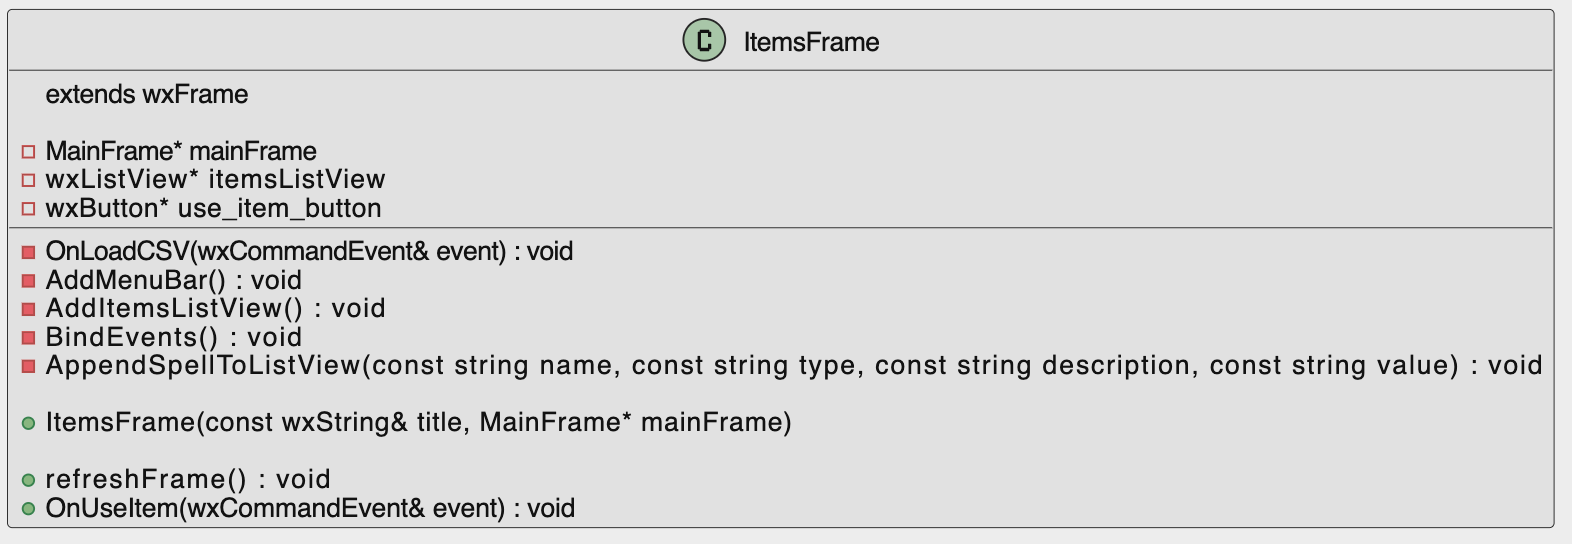 C ItemsFrame
extends wxFrame
MainFrame* mainFrame
wxListView* itemsListView
wxButton* use_item_button
OnLoadCSV(wxCommandEvent& event) : void
AddMenuBar() : void
AddItemsListView() : void
BindEvents() : void
AppendSpellToListView(const string name, const string type, const string description, const string value) : void
ItemsFrame(const wxString& title, MainFrame* mainFrame)
refreshFrame() : void
OnUseItem(wxCommandEvent& event) : void